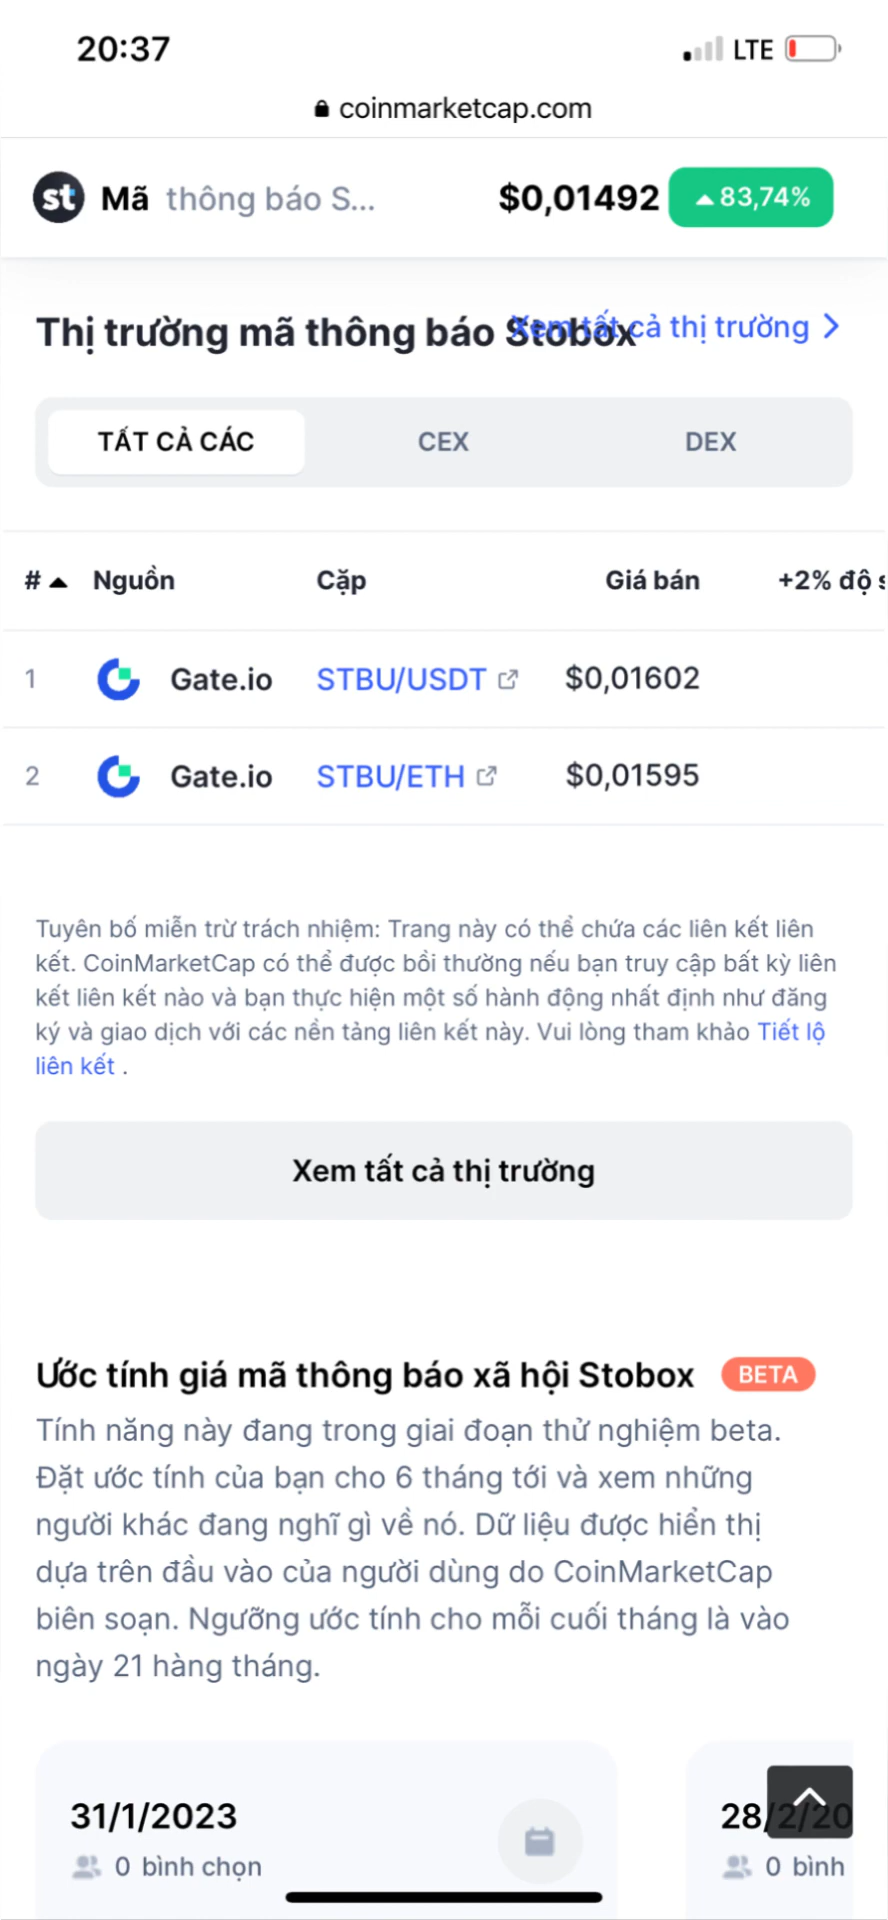 20:37
LTE
coinmarketcap.com
st Mã thông báo S... $0,01492 83,74%
Thị trường mã thông báo Stobox Xem tất cả thị trường
TẤT CẢ CÁC CEX DEX
# Nguồn Cặp Giá bán +2% độ
1 Gate.io STBU/USDT $0,01602
2 Gate.io STBU/ETH $0,01595
Tuyên bố miễn trừ trách nhiệm: Trang này có thể chứa các liên kết liên
kết. CoinMarketCap có thể được bồi thường nếu bạn truy cập bất kỳ liên
kết liên kết nào và bạn thực hiện một số hành động nhất định như đăng
ký và giao dịch với các nền tảng liên kết này. Vui lòng tham khảo Tiết lộ
liên kết .
Xem tất cả thị trường
Ước tính giá mã thông báo xã hội Stobox BETA
Tính năng này đang trong giai đoạn thử nghiệm beta.
Đặt ước tính của bạn cho 6 tháng tới và xem những
người khác đang nghĩ gì về nó. Dữ liệu được hiển thị
dựa trên đầu vào của người dùng do CoinMarketCap
biên soạn. Ngưỡng ước tính cho mỗi cuối tháng là vào
ngày 21 hàng tháng.
31/1/2023 28/2/20
0 bình chọn 0 bình